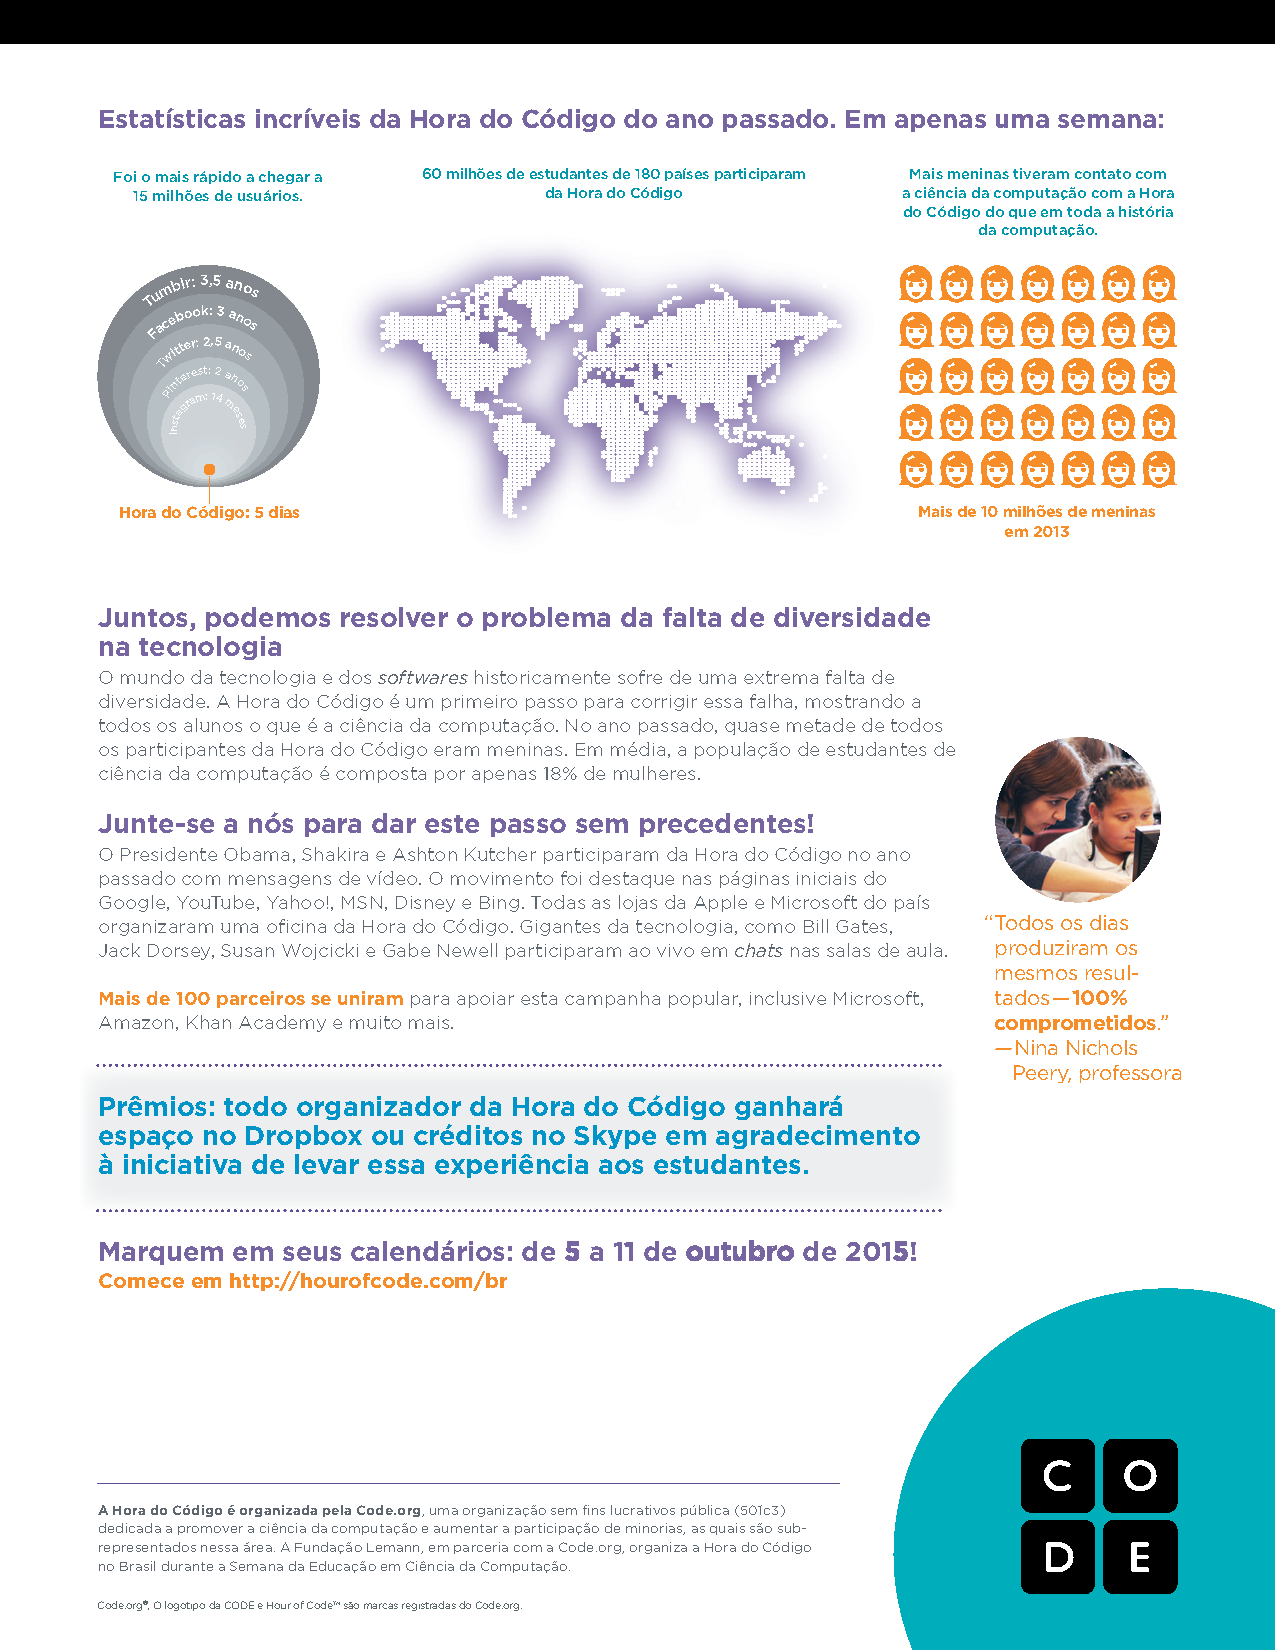 Estatísticas incríveis da Hora do Código do ano passado. Em apenas uma semana:
Foi o mais rápido a chegar a
15 milhões de usuários.
Tumblr: 3,5 anos
Facebook: 3 anos
Twitter: 2,5 anos
Pinterest: 2 anos
Instagram: 14 meses
Hora do Código: 5 dias
60 milhões de estudantes de 180 países participaram
da Hora do Código
Mais meninas tiveram contato com
a ciência da computação com a Hora
do Código do que em toda a história
da computação.
Mais de 10 milhões de meninas
em 2013
Juntos, podemos resolver o problema da falta de diversidade
na tecnologia
O mundo da tecnologia e dos softwares historicamente sofre de uma extrema falta de
diversidade. A Hora do Código é um primeiro passo para corrigir essa falha, mostrando a
todos os alunos o que é a ciência da computação. No ano passado, quase metade de todos
os participantes da Hora do Código eram meninas. Em média, a população de estudantes de
ciência da computação é composta por apenas 18% de mulheres.
Junte-se a nós para dar este passo sem precedentes!
O Presidente Obama, Shakira e Ashton Kutcher participaram da Hora do Código no ano
passado com mensagens de vídeo. O movimento foi destaque nas páginas iniciais do
Google, YouTube, Yahoo!, MSN, Disney e Bing. Todas as lojas da Apple e Microsoft do país
organizaram uma oficina da Hora do Código. Gigantes da tecnologia, como Bill Gates,
Jack Dorsey, Susan Wojcicki e Gabe Newell participaram ao vivo em chats nas salas de aula.
Mais de 100 parceiros se uniram para apoiar esta campanha popular, inclusive Microsoft,
Amazon, Khan Academy e muito mais.
“Todos os dias
produziram os
mesmos resul-
tados—100%
comprometidos.”
—Nina Nichols
Peery, professora
Prêmios: todo organizador da Hora do Código ganhará
espaço no Dropbox ou créditos no Skype em agradecimento
à iniciativa de levar essa experiência aos estudantes.
Marquem em seus calendários: de 5 a 11 de outubro de 2015!
Comece em http://hourofcode.com/br
A Hora do Código é organizada pela Code.org, uma organização sem fins lucrativos pública (501c3)
dedicada a promover a ciência da computação e aumentar a participação de minorias, as quais são sub-
representados nessa área. A Fundação Lemann, em parceria com a Code.org, organiza a Hora do Código
no Brasil durante a Semana da Educação em Ciência da Computação.
Code.org®, O logotipo da CODE e Hour of Code™ são marcas registradas do Code.org.
C O
D E